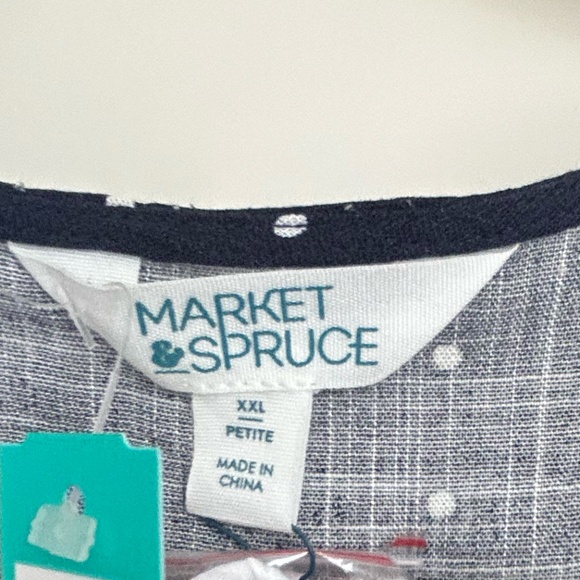 MARKET
&SPRUCE
XXL
PETITE
MADE IN
CHINA